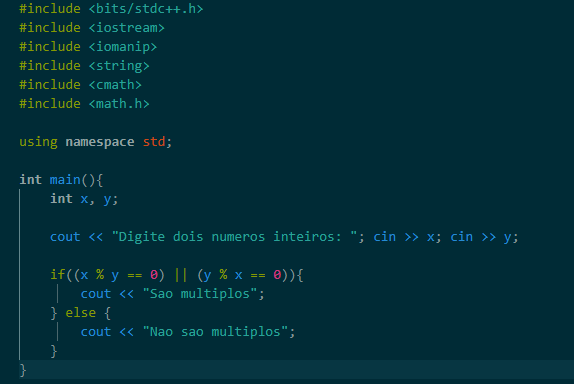 #include <bits/stdc++.h>
#include <iostream>
#include <iomanip>
#include <string>
#include <cmath>
#include <math.h>

using namespace std;

int main(){
    int x, y;

    cout << "Digite dois numeros inteiros: "; cin >> x; cin >> y;

    if((x % y == 0) || (y % x == 0)){
        cout << "Sao multiplos";
    } else {
        cout << "Nao sao multiplos";
    }
}